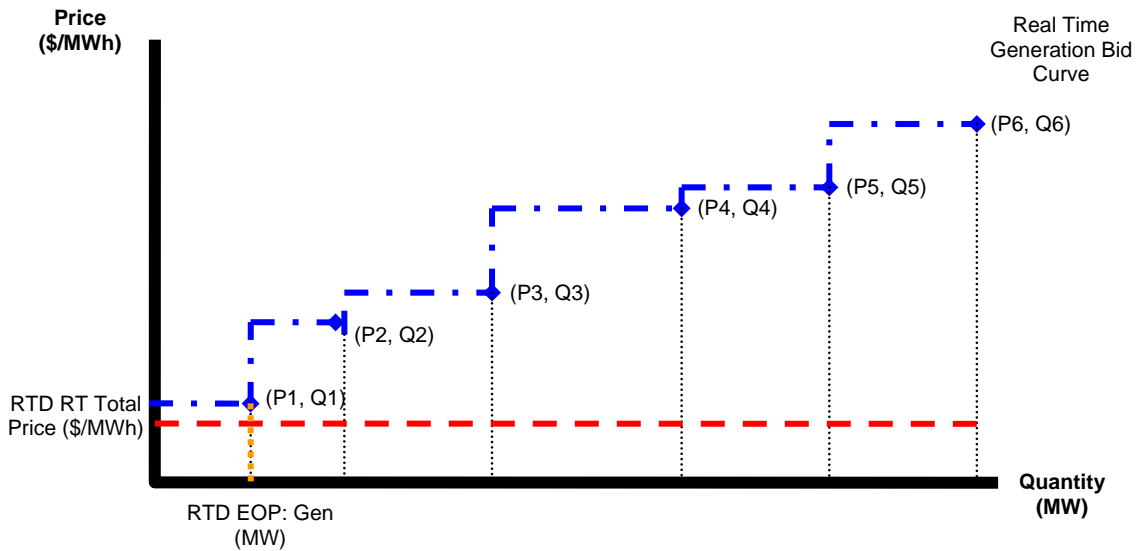 Price
($/MWh)
Real Time
Generation Bid
Curve
(P6, Q6)
(P5, Q5)
(P4, Q4)
(P3, Q3)
(P2, Q2)
(P1, Q1)
RTD RT Total
Price ($/MWh)
Quantity
(MW)
RTD EOP: Gen
(MW)